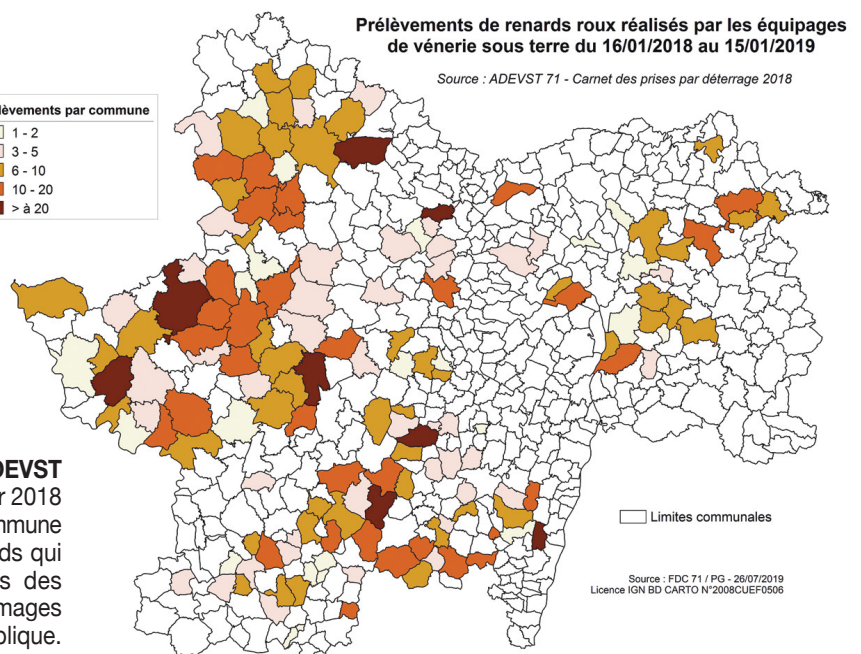 Prélèvements de renards roux réalisés par les équipages
de vénerie sous terre du 16/01/2018 au 15/01/2019
Source : ADEVST 71 - Carnet des prises par déterrage 2018
lèvements par commune
1 - 2
3 - 5
6 - 10
10 - 20
> à 20
DEVST
r 2018
mmune
ds qui
s des
mages
blique.
Limites communales
Source : FDC 71 / PG - 26/07/2019
Licence IGN BD CARTO N°2008CUEF0506